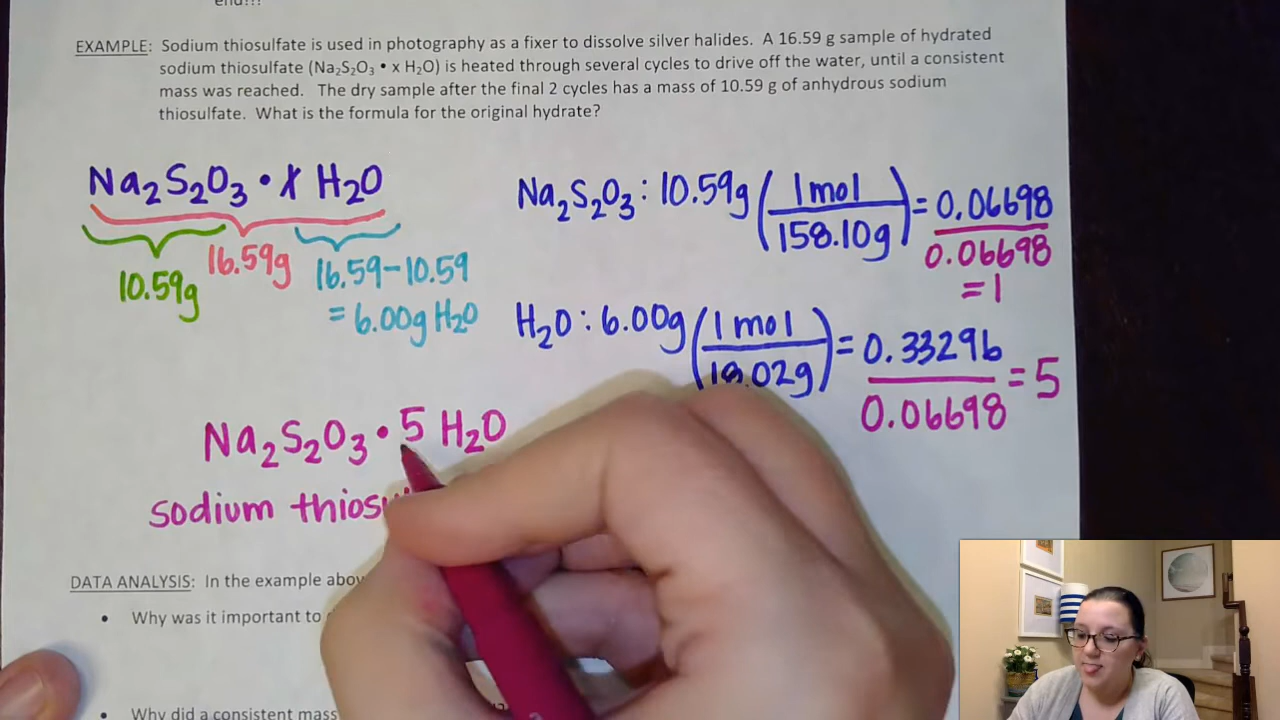 end!!!
EXAMPLE: Sodium thiosulfate is used in photography as a fixer to dissolve silver halides. A 16.59 g sample of hydrated
sodium thiosulfate (Na₂S₂O₃ • x H₂O) is heated through several cycles to drive off the water, until a consistent
mass was reached. The dry sample after the final 2 cycles has a mass of 10.59 g of anhydrous sodium
thiosulfate. What is the formula for the original hydrate?
Na₂S₂O₃ • x H₂O
10.59g
16.59g
16.59-10.59
= 6.00g H₂O
Na₂S₂O₃: 10.59g (1 mol / 158.10g) = 0.06698
0.06698
= 1
H₂O: 6.00g (1 mol / 18.02g) = 0.33296
0.06698
= 5
Na₂S₂O₃ • 5 H₂O
sodium
DATA ANALYSIS: In the example
Why was it important to
Why did a consistent mass